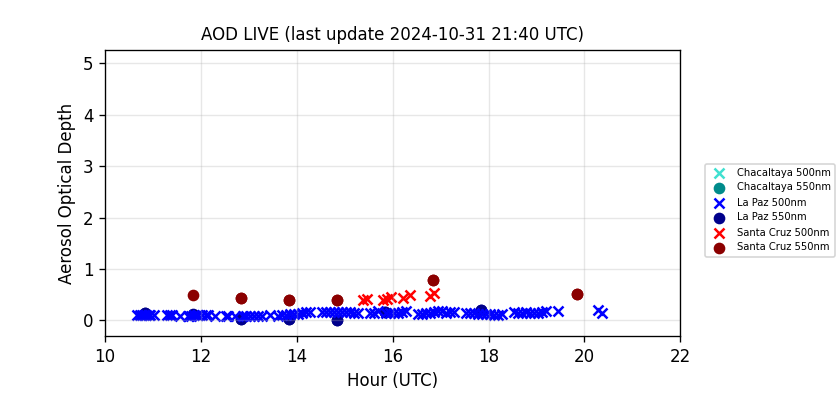 AOD LIVE (last update 2024-10-31 21:40 UTC)
Aerosol Optical Depth
5
4
3
2
1
0
10 12 14 16 18 20 22
Hour (UTC)
Chacaltaya 500nm
Chacaltaya 550nm
La Paz 500nm
La Paz 550nm
Santa Cruz 500nm
Santa Cruz 550nm